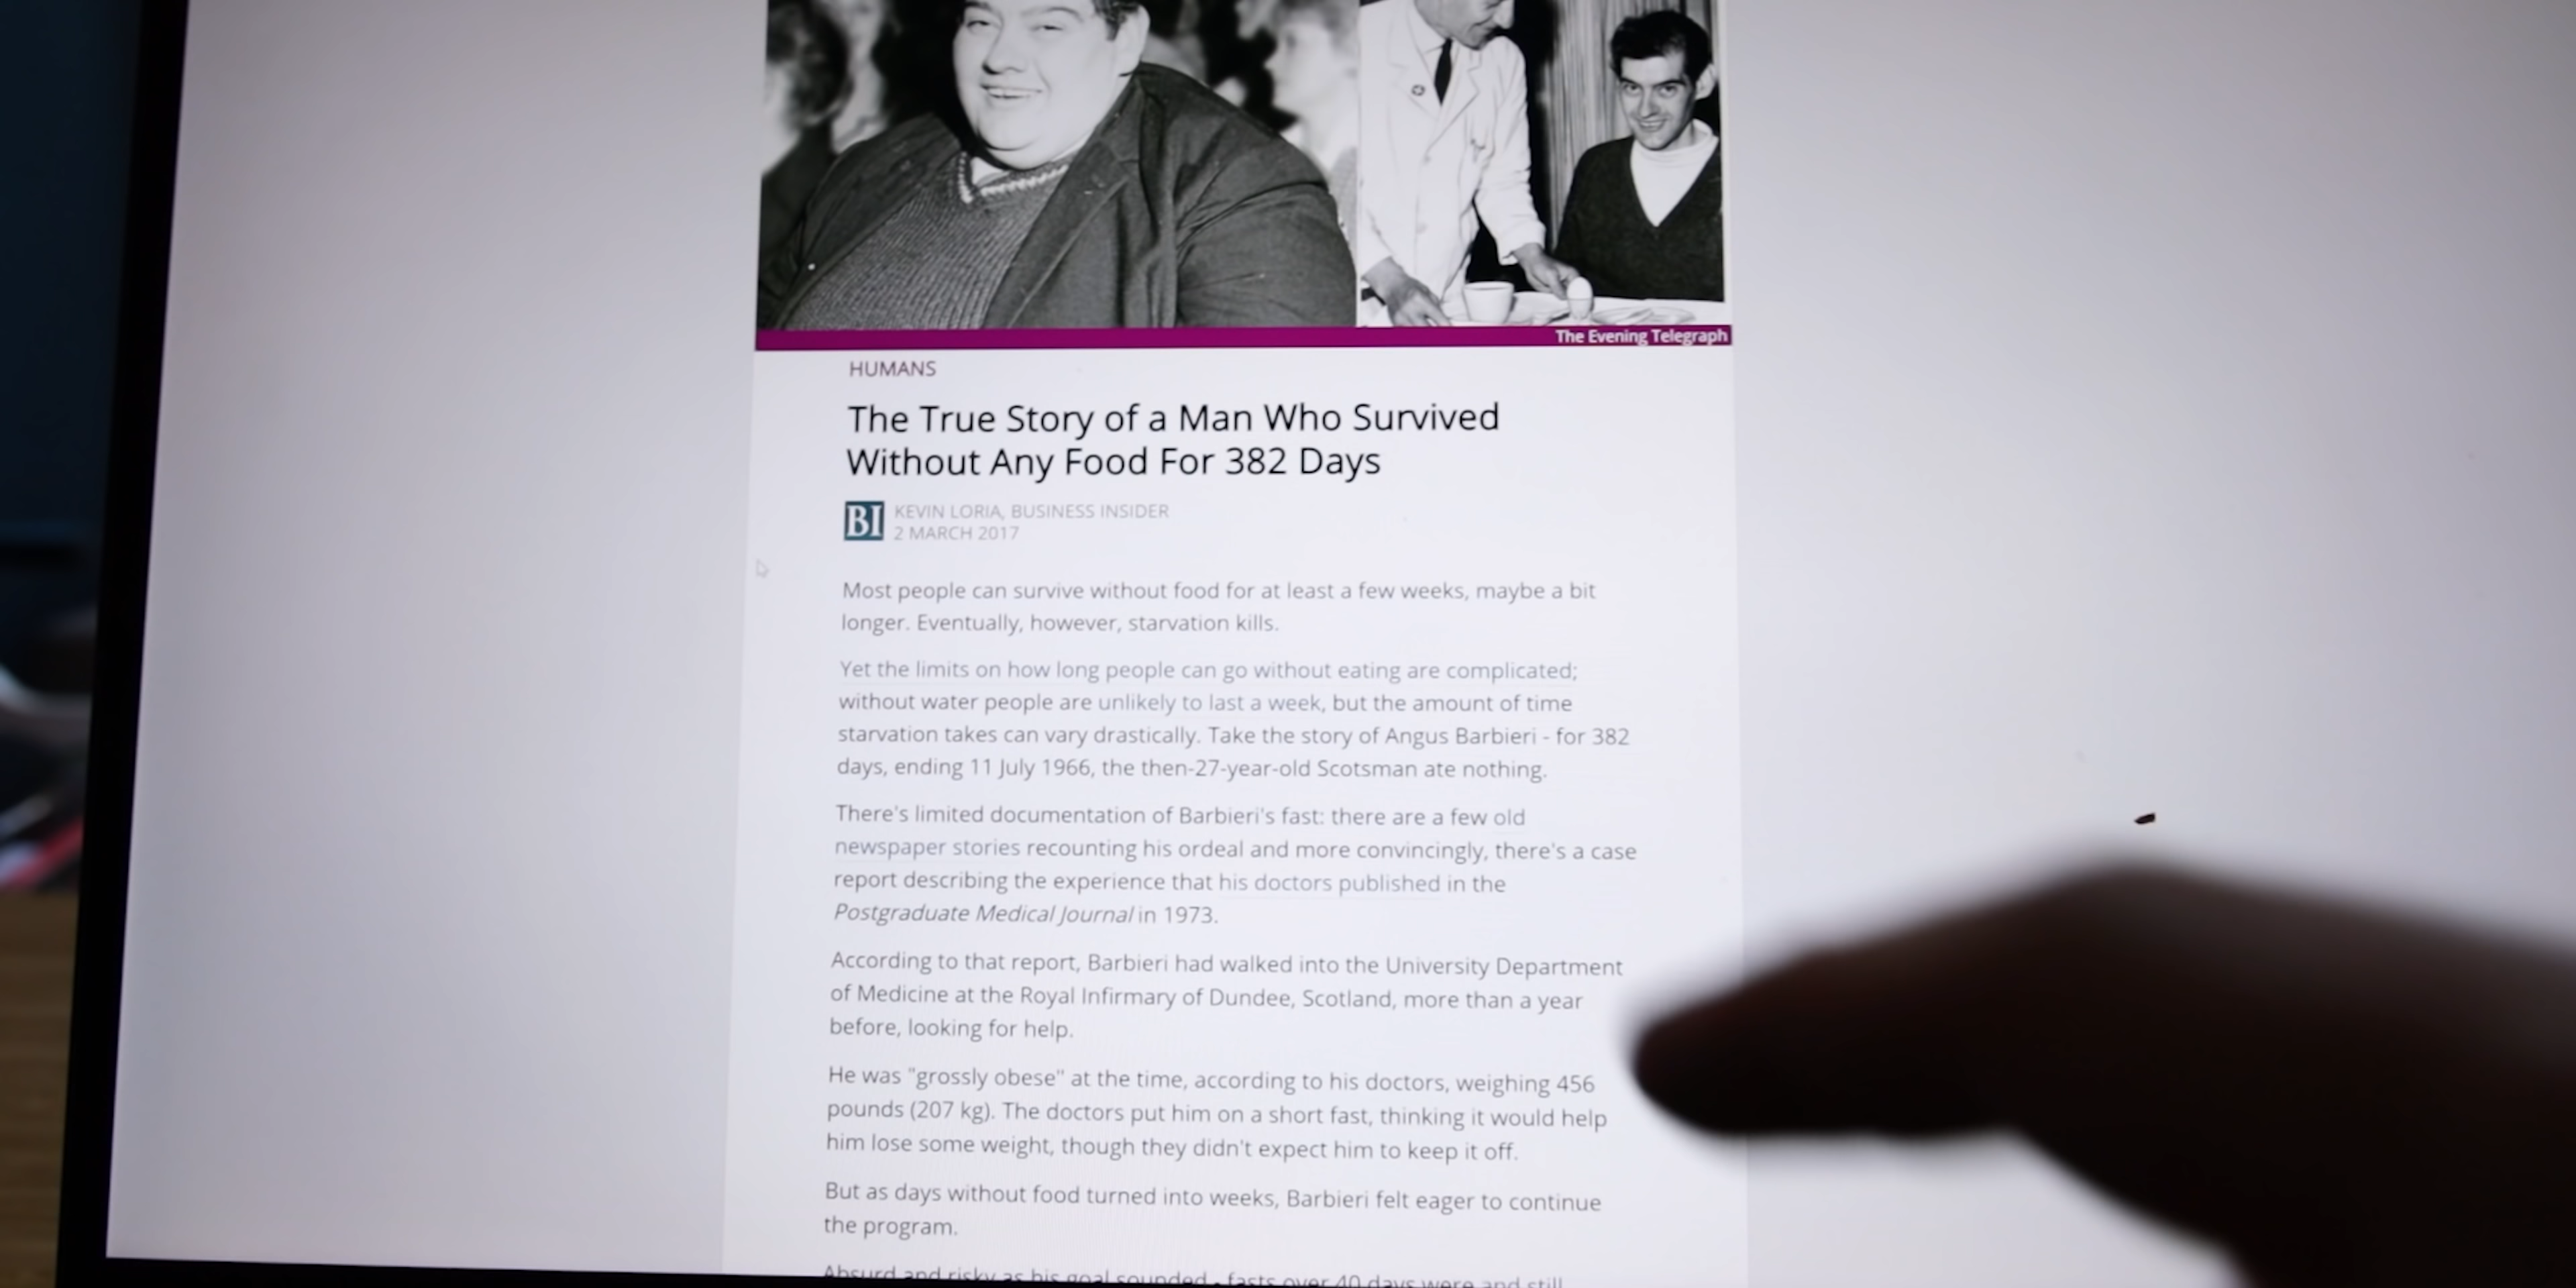 The Evening Telegraph
HUMANS
The True Story of a Man Who Survived
Without Any Food For 382 Days
BI
KEVIN LORIA, BUSINESS INSIDER
2 MARCH 2017
Most people can survive without food for at least a few weeks, maybe a bit
longer. Eventually, however, starvation kills.
Yet the limits on how long people can go without eating are complicated;
without water people are unlikely to last a week, but the amount of time
starvation takes can vary drastically. Take the story of Angus Barbieri - for 382
days, ending 11 July 1966, the then-27-year-old Scotsman ate nothing.
There's limited documentation of Barbieri's fast: there are a few old
newspaper stories recounting his ordeal and more convincingly, there's a case
report describing the experience that his doctors published in the
Postgraduate Medical Journal in 1973.
According to that report, Barbieri had walked into the University Department
of Medicine at the Royal Infirmary of Dundee, Scotland, more than a year
before, looking for help.
He was "grossly obese" at the time, according to his doctors, weighing 456
pounds (207 kg). The doctors put him on a short fast, thinking it would help
him lose some weight, though they didn't expect him to keep it off.
But as days without food turned into weeks, Barbieri felt eager to continue
the program.
Absurd and risky as his goal sounded - fasts over 40 days were and still